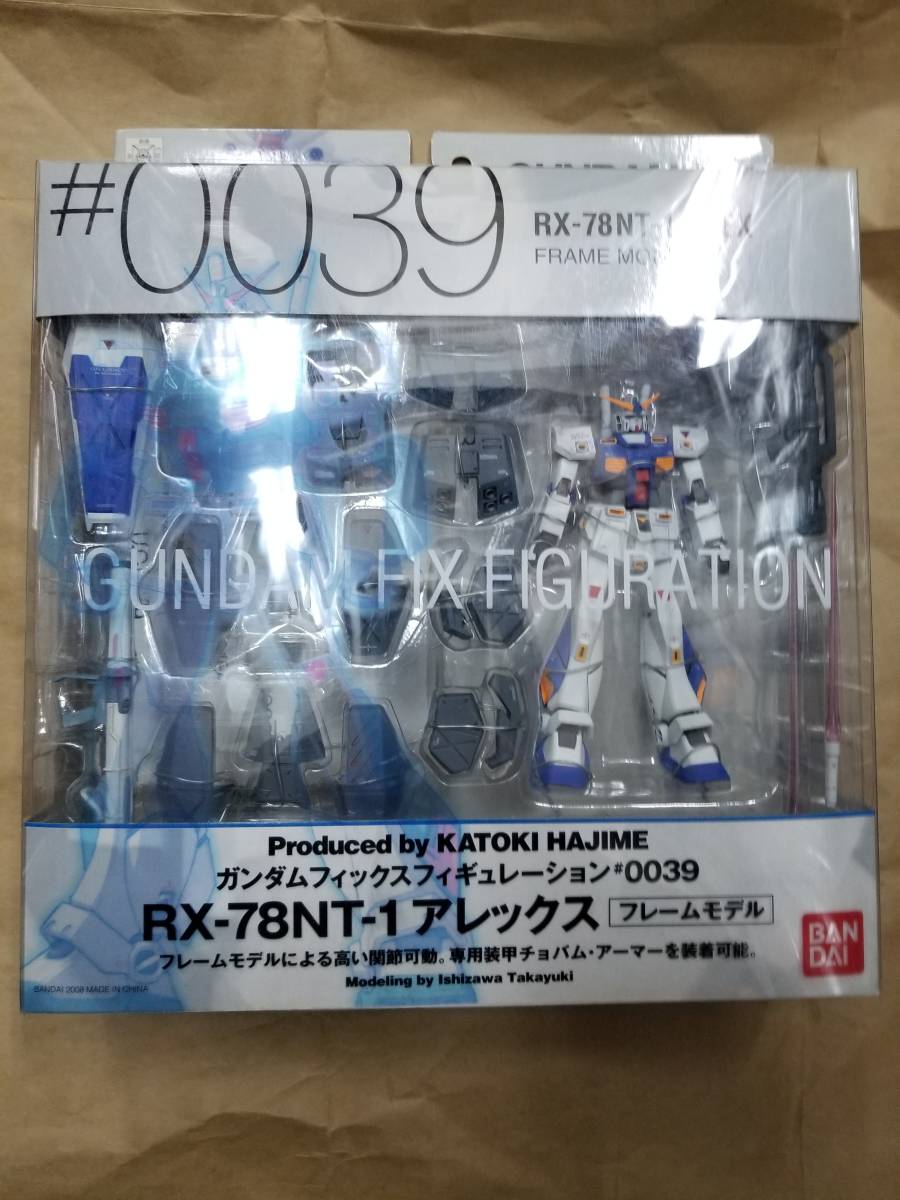 #0039
RX-78NT-1
FRAME
GUNDAM FIX FIGURATION
Produced by KATOKI HAJIME
ガンダムフィックスフィギュレーション#0039
RX-78NT-1アレックス フレームモデル
フレームモデルによる高い関節可動。専用装甲チョバム・アーマーを装着可能。
Modeling by Ishizawa Takayuki
BANDAI 2008 MADE IN CHINA
BAN
DAI